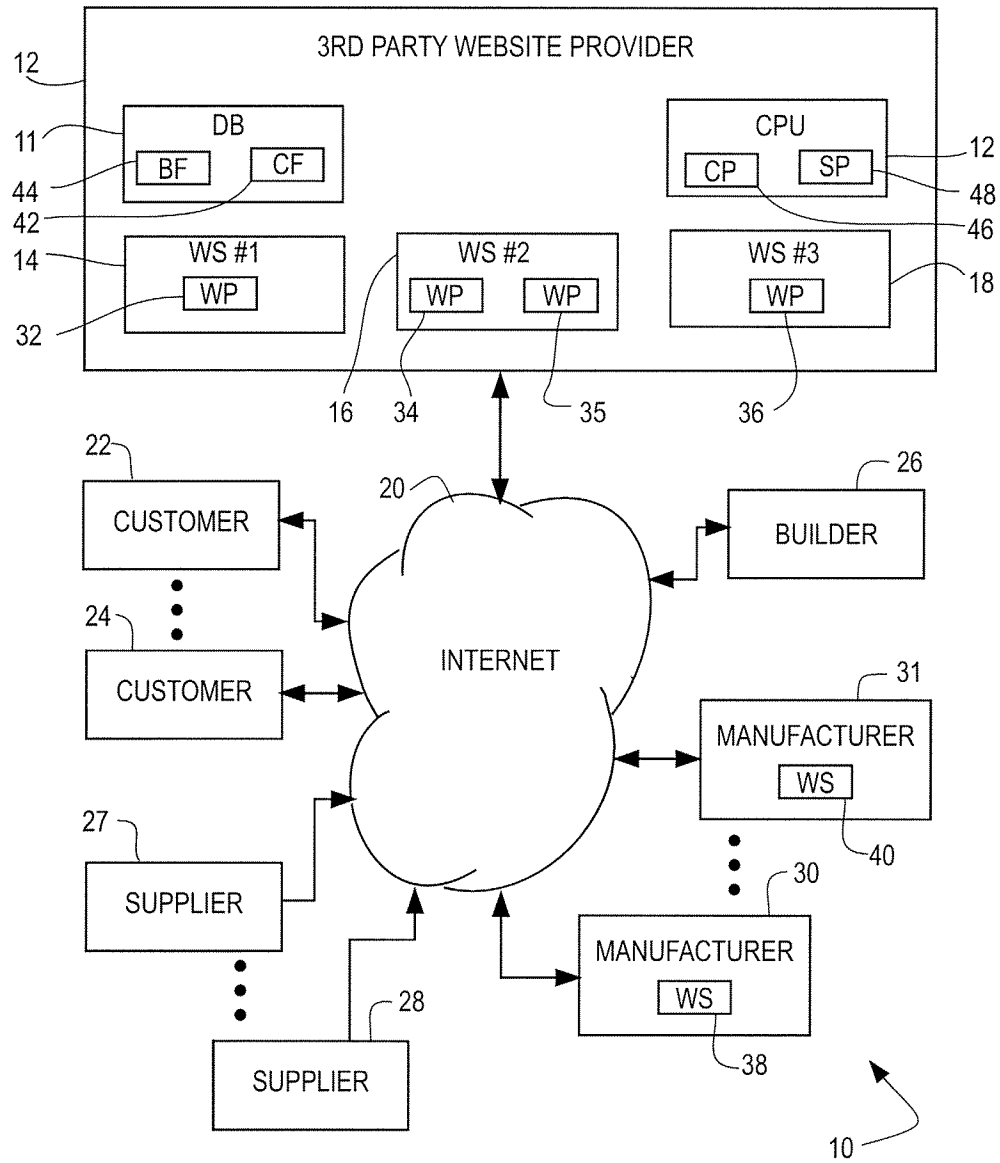 3RD PARTY WEBSITE PROVIDER
12
DB
CPU
11
BF
CF
CP
SP
12
44
42
46
48
WS #1
WS #2
WS #3
14
18
WP
WP
WP
WP
32
16
34
35
36
22
20
26
CUSTOMER
BUILDER
24
CUSTOMER
INTERNET
31
MANUFACTURER
WS
40
27
SUPPLIER
30
MANUFACTURER
WS
38
28
SUPPLIER
10